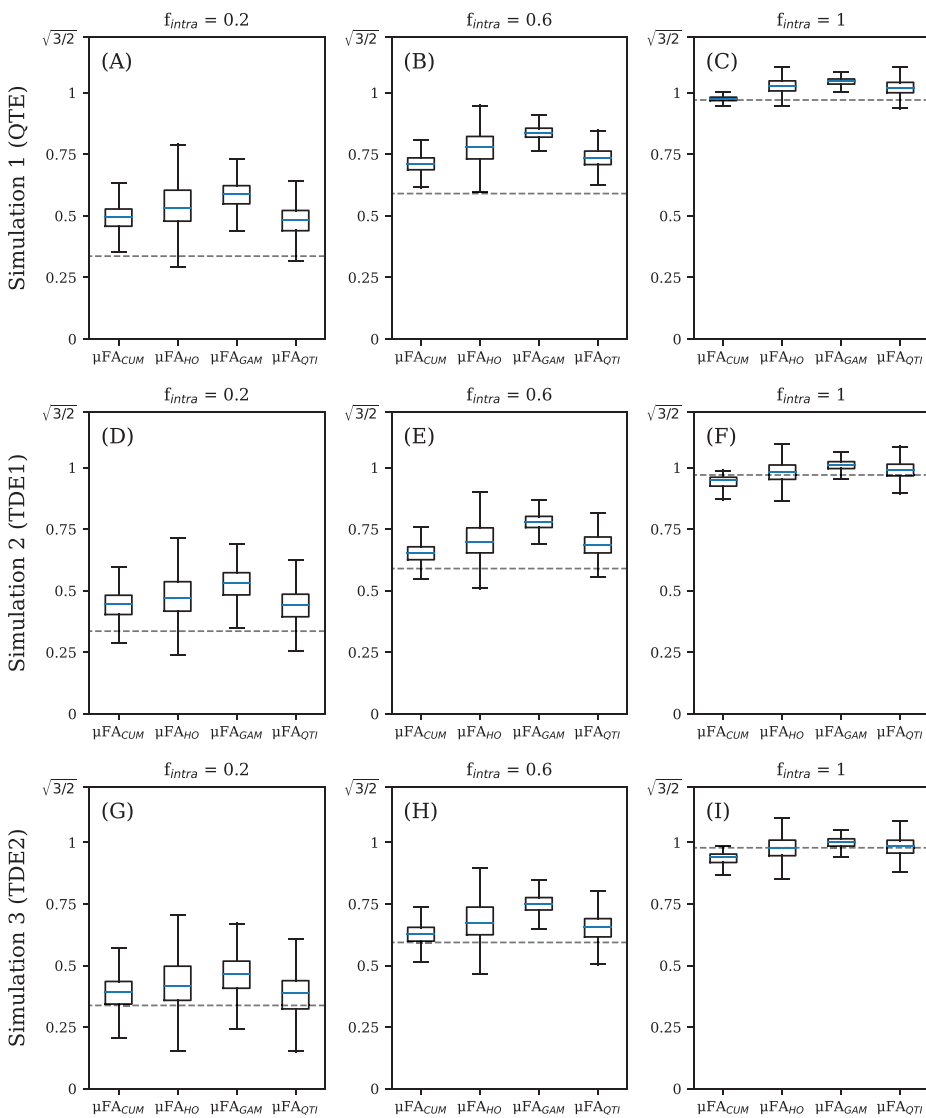 f_intra = 0.2 f_intra = 0.6 f_intra = 1
Simulation 1 (QTE)
√3/2 √3/2 √3/2
(A) (B) (C)
1 1 1
0.75 0.75 0.75
0.5 0.5 0.5
0.25 0.25 0.25
0 0 0
μFA_CUM μFA_HO μFA_GAM μFA_QTI μFA_CUM μFA_HO μFA_GAM μFA_QTI μFA_CUM μFA_HO μFA_GAM μFA_QTI
f_intra = 0.2 f_intra = 0.6 f_intra = 1
Simulation 2 (TDE1)
√3/2 √3/2 √3/2
(D) (E) (F)
1 1 1
0.75 0.75 0.75
0.5 0.5 0.5
0.25 0.25 0.25
0 0 0
μFA_CUM μFA_HO μFA_GAM μFA_QTI μFA_CUM μFA_HO μFA_GAM μFA_QTI μFA_CUM μFA_HO μFA_GAM μFA_QTI
f_intra = 0.2 f_intra = 0.6 f_intra = 1
Simulation 3 (TDE2)
√3/2 √3/2 √3/2
(G) (H) (I)
1 1 1
0.75 0.75 0.75
0.5 0.5 0.5
0.25 0.25 0.25
0 0 0
μFA_CUM μFA_HO μFA_GAM μFA_QTI μFA_CUM μFA_HO μFA_GAM μFA_QTI μFA_CUM μFA_HO μFA_GAM μFA_QTI